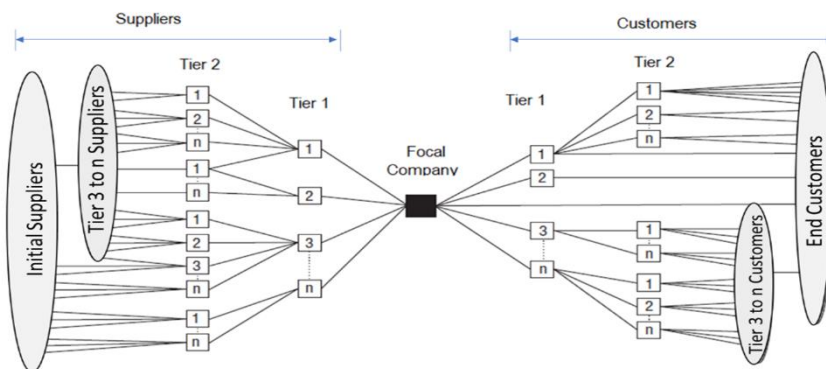 Suppliers
Customers
Tier 2
Tier 1
Tier 1
Tier 2
Focal
Company
Initial Suppliers
Tier 3 to n Suppliers
1
2
n
1
n
1
2
3
n
1
n
1
2
3
n
1
2
3
n
1
2
n
1
n
1
2
n
Tier 3 to n Customers
End Customers